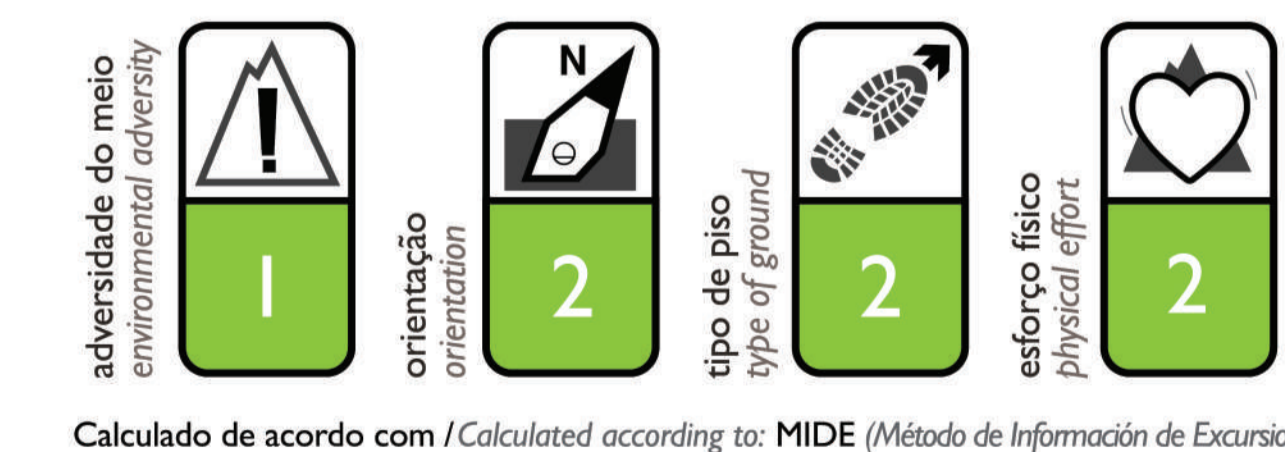 adversidade do meio
environmental adversity
1
orientação
orientation
N
2
tipo de piso
type of ground
2
esforço físico
physical effort
2
Calculado de acordo com / Calculated according to: MIDE (Método de Información de